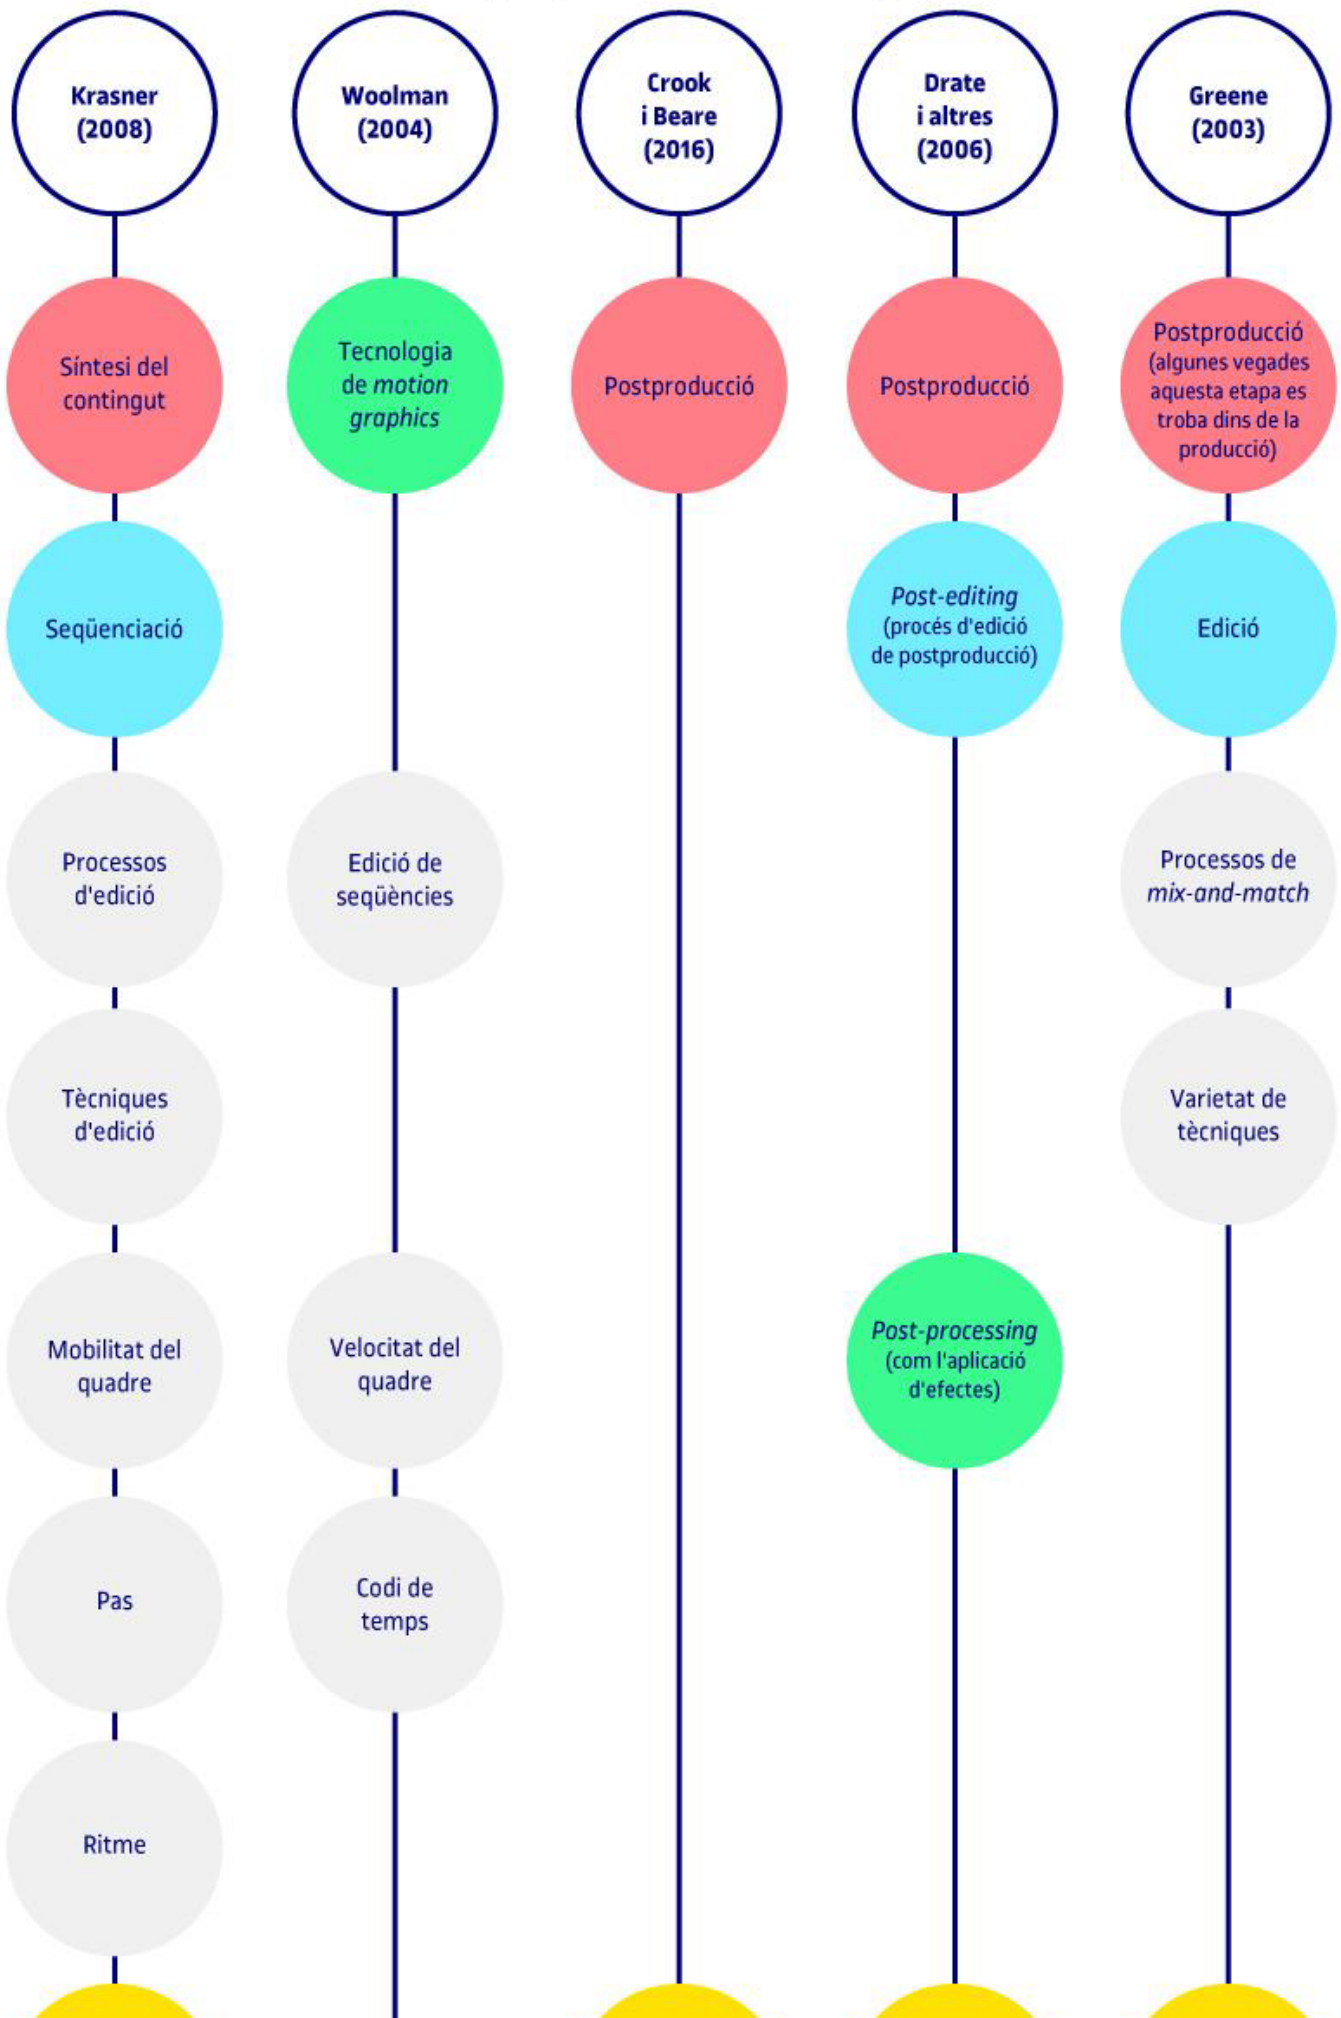 Krasner
(2008)
Woolman
(2004)
Crook
i Beare
(2016)
Drate
i altres
(2006)
Greene
(2003)
Síntesi del
contingut
Tecnologia
de motion
graphics
Postproducció
Postproducció
Postproducció
(algunes vegades
aquesta etapa es
troba dins de la
producció)
Seqüenciació
Post-editing
(procés d'edició
de postproducció)
Edició
Processos
d'edició
Edició de
seqüències
Processos de
mix-and-match
Tècniques
d'edició
Varietat de
tècniques
Mobilitat del
quadre
Velocitat del
quadre
Post-processing
(com l'aplicació
d'efectes)
Pas
Codi de
temps
Ritme